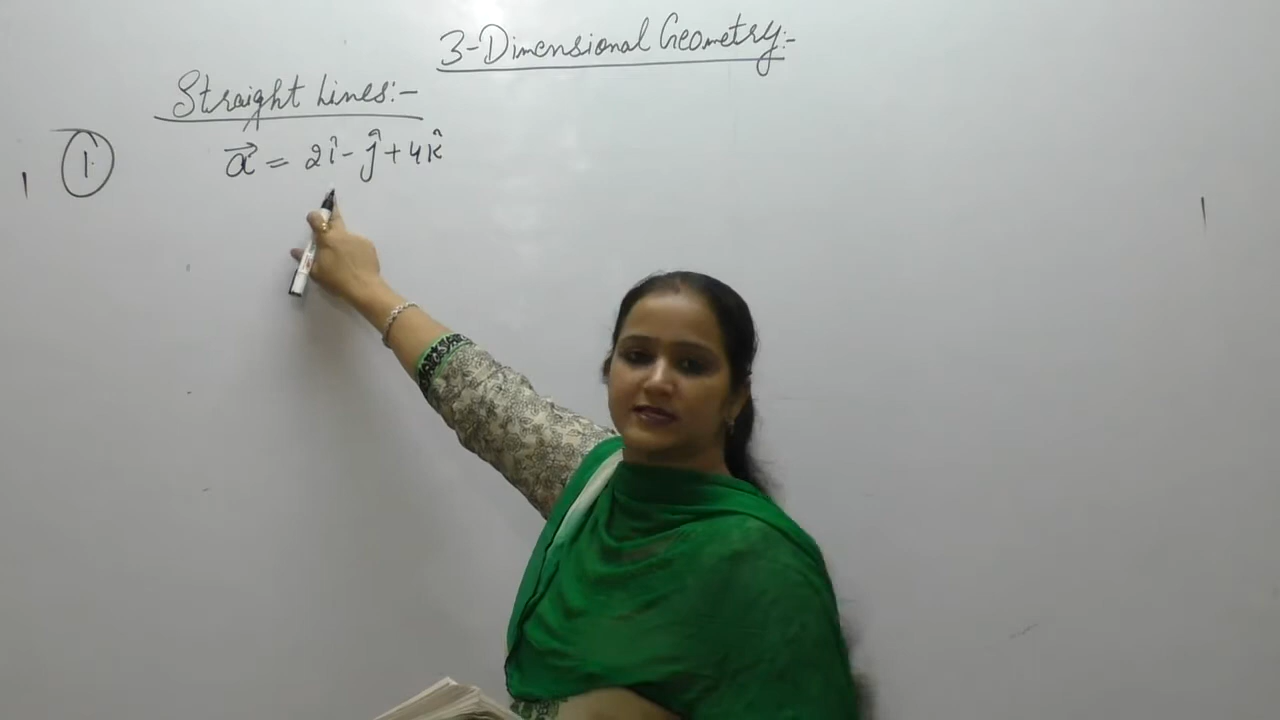 3-Dimensional Geometry:-
Straight Lines:-
① a⃗ = 2î - ĵ + 4k̂